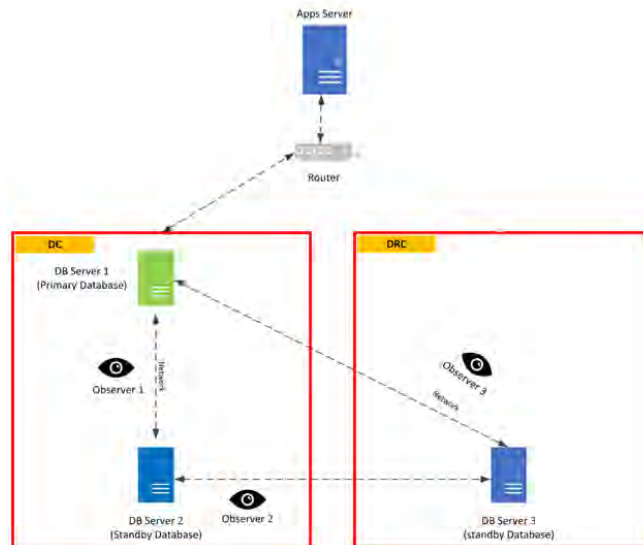 Apps Server
Router
DC
DRC
DB Server 1
(Primary Database)
Network
Observer 1
Observer 3
Network
DB Server 2
(Standby Database)
Observer 2
DB Server 3
(standby Database)